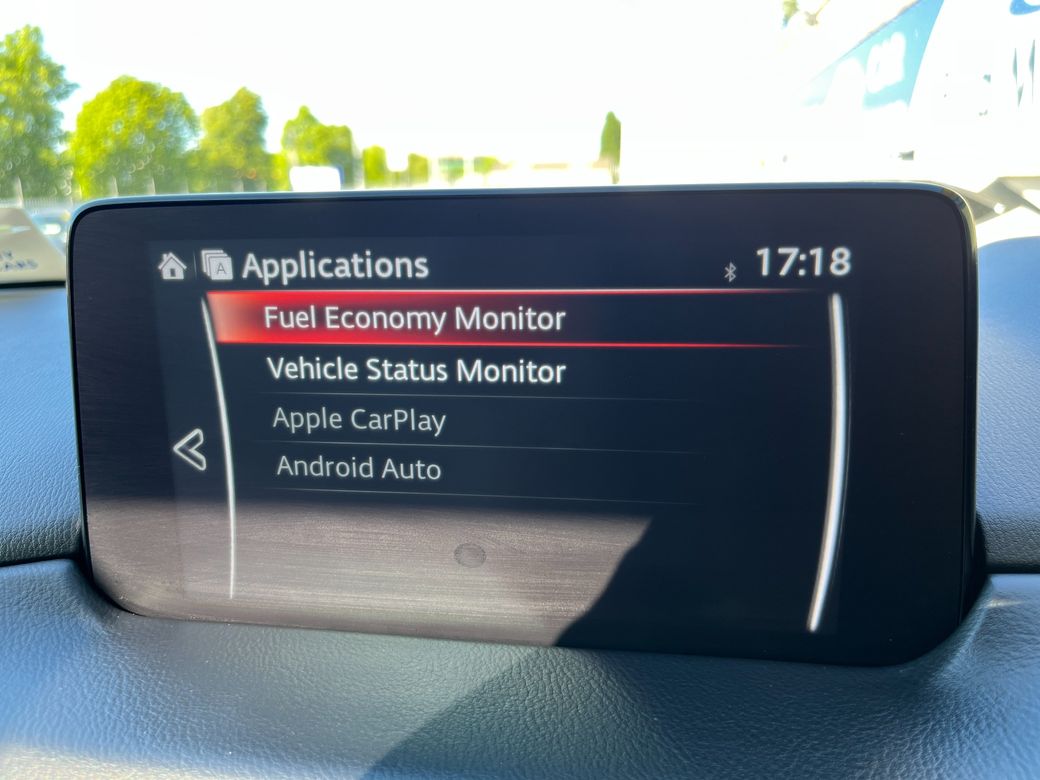 Applications
17:18
Fuel Economy Monitor
Vehicle Status Monitor
Apple CarPlay
Android Auto